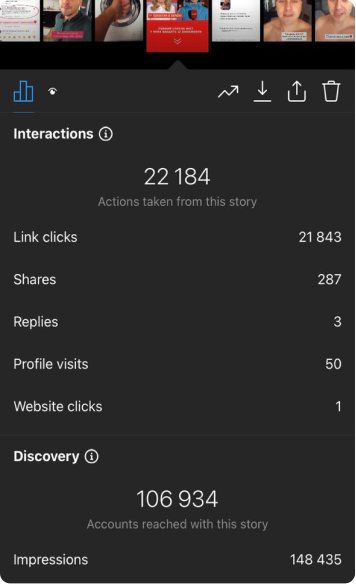 Interactions
22 184
Actions taken from this story
Link clicks
21 843
Shares
287
Replies
3
Profile visits
50
Website clicks
1
Discovery
106 934
Accounts reached with this story
Impressions
148 435